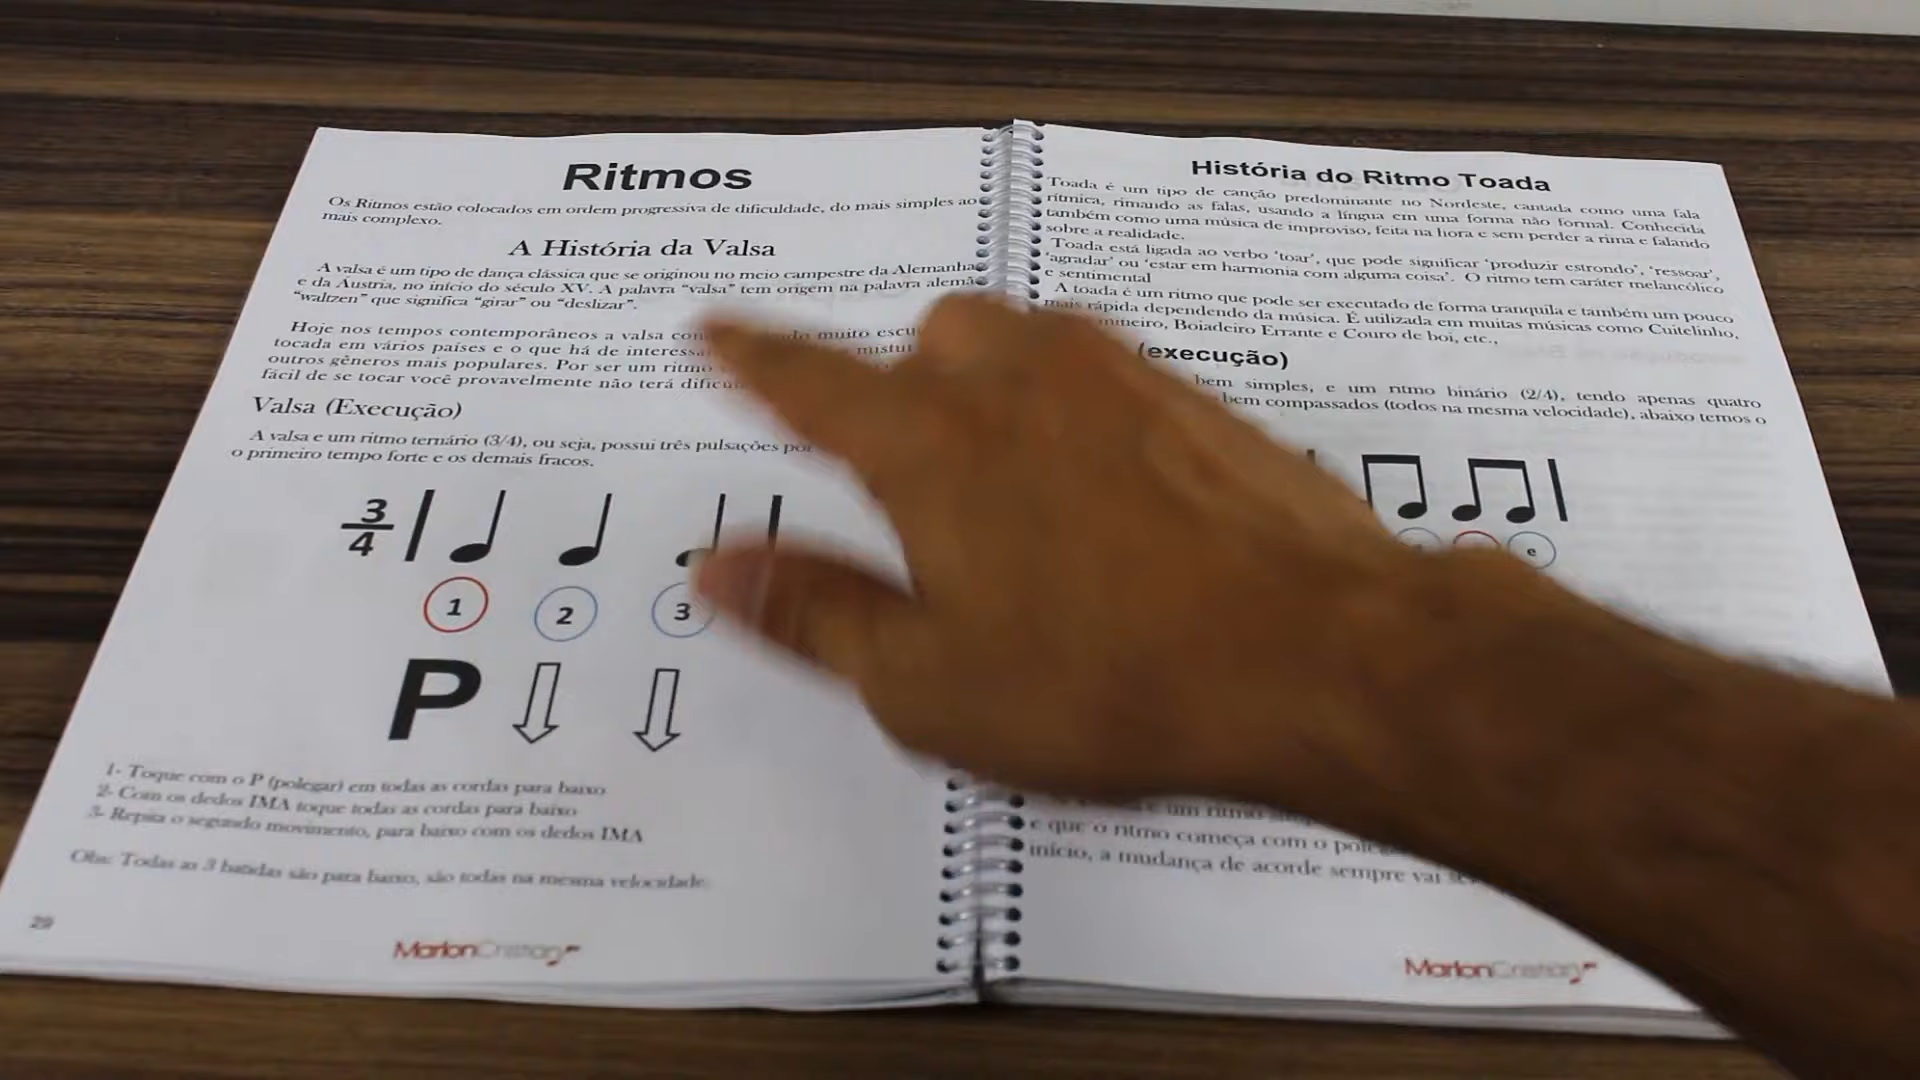 Ritmos
Os Ritmos estão colocados em ordem progressiva de dificuldade, do mais simples ao
mais complexo.
A História da Valsa
A valsa é um tipo de dança clássica que se originou no meio campestre da Alemanha
e da Áustria, no início do século XV. A palavra “valsa” tem origem na palavra alemã
“waltzen” que significa “girar” ou “deslizar”.
Hoje nos tempos contemporâneos a valsa muito
tocada em vários países e o que há de
outros gêneros mais populares. Por ser um ritmo
fácil de se tocar você provavelmente não terá
Valsa (Execução)
A valsa e um ritmo ternário (3/4), ou seja, possui três pulsações
o primeiro tempo forte e os demais fracos.
3
4
1 2 3
P
1- Toque com o P (polegar) em todas as cordas para baixo
2- Com os dedos IMA toque todas as cordas para baixo
3- Repita o segundo movimento, para baixo com os dedos IMA
Obs: Todas as 3 batidas são para baixo, são todas na mesma velocidade.
29
MarlonCristian
História do Ritmo Toada
Toada é um tipo de canção predominante no Nordeste, cantada como uma fala
rítmica, rimando as falas, usando a língua em uma forma não formal. Conhecida
também como uma música de improviso, feita na hora e sem perder a rima e falando
sobre a realidade.
Toada está ligada ao verbo ‘toar’, que pode significar ‘produzir estrondo’, ‘ressoar’,
‘agradar’ ou ‘estar em harmonia com alguma coisa’. O ritmo tem caráter melancólico
e sentimental
A toada é um ritmo que pode ser executado de forma tranquila e também um pouco
mais rápida dependendo da música. É utilizada em muitas músicas como Cuitelinho,
mineiro, Boiadeiro Errante e Couro de boi, etc.,
(execução)
bem simples, e um ritmo binário (2/4), tendo apenas quatro
bem compassados (todos na mesma velocidade), abaixo temos o
e
é um ritmo
e que o ritmo começa com o
início, a mudança de acorde sempre vai
MarlonCristian